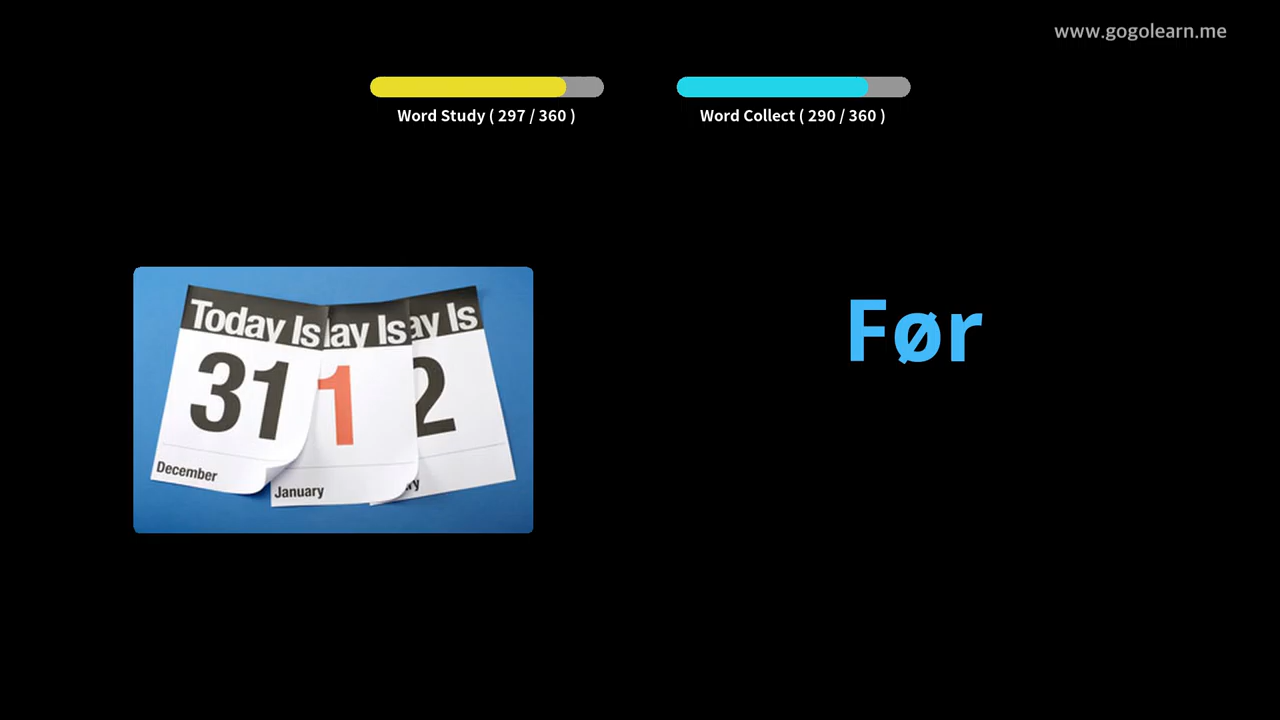 www.gogolearn.me
Word Study ( 297 / 360 )
Word Collect ( 290 / 360 )
Today Is
ay Is
ay Is
31
1
2
December
January
ry
Før